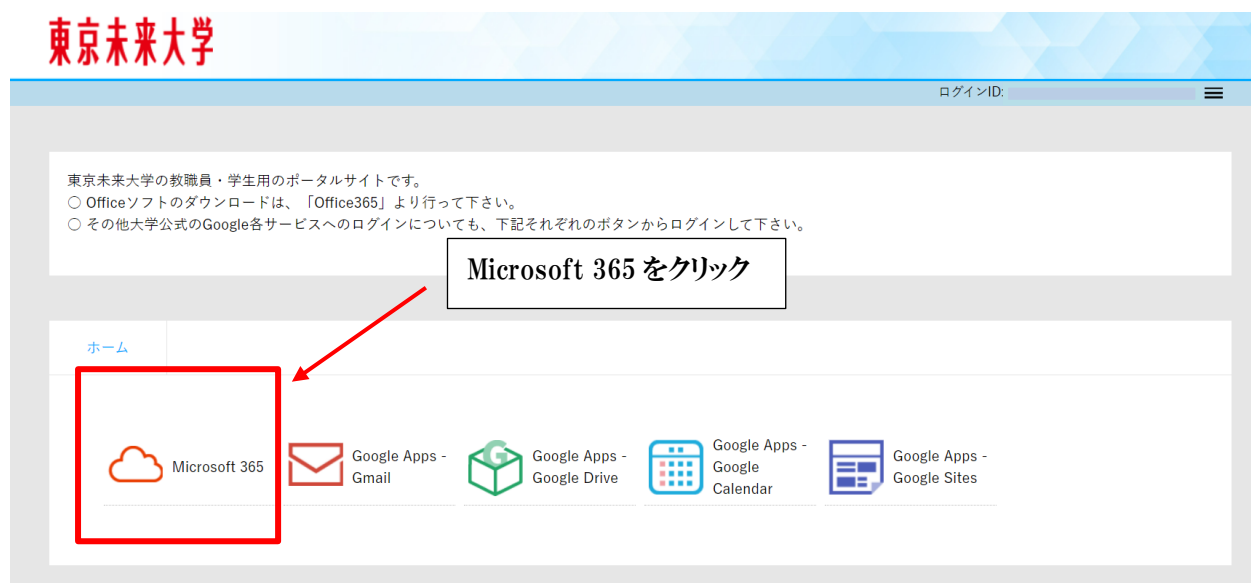 東京未来大学
ログインID:
東京未来大学の教職員・学生用のポータルサイトです。
○ Officeソフトのダウンロードは、「Office365」より行って下さい。
○ その他大学公式のGoogle各サービスへのログインについても、下記それぞれのボタンからログインして下さい。
Microsoft 365 をクリック
ホーム
Microsoft 365
Google Apps -
Gmail
Google Apps -
Google Drive
Google Apps -
Google
Calendar
Google Apps -
Google Sites